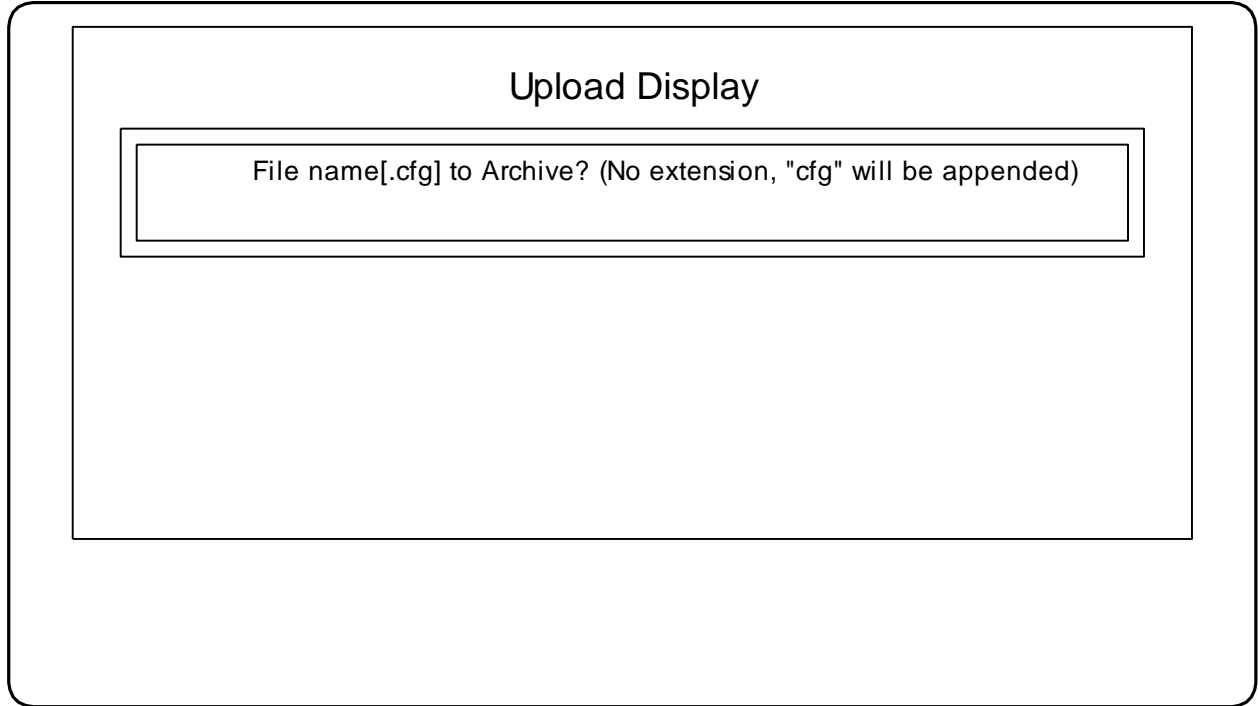 Upload Display
File name[.cfg] to Archive? (No extension, "cfg" will be appended)